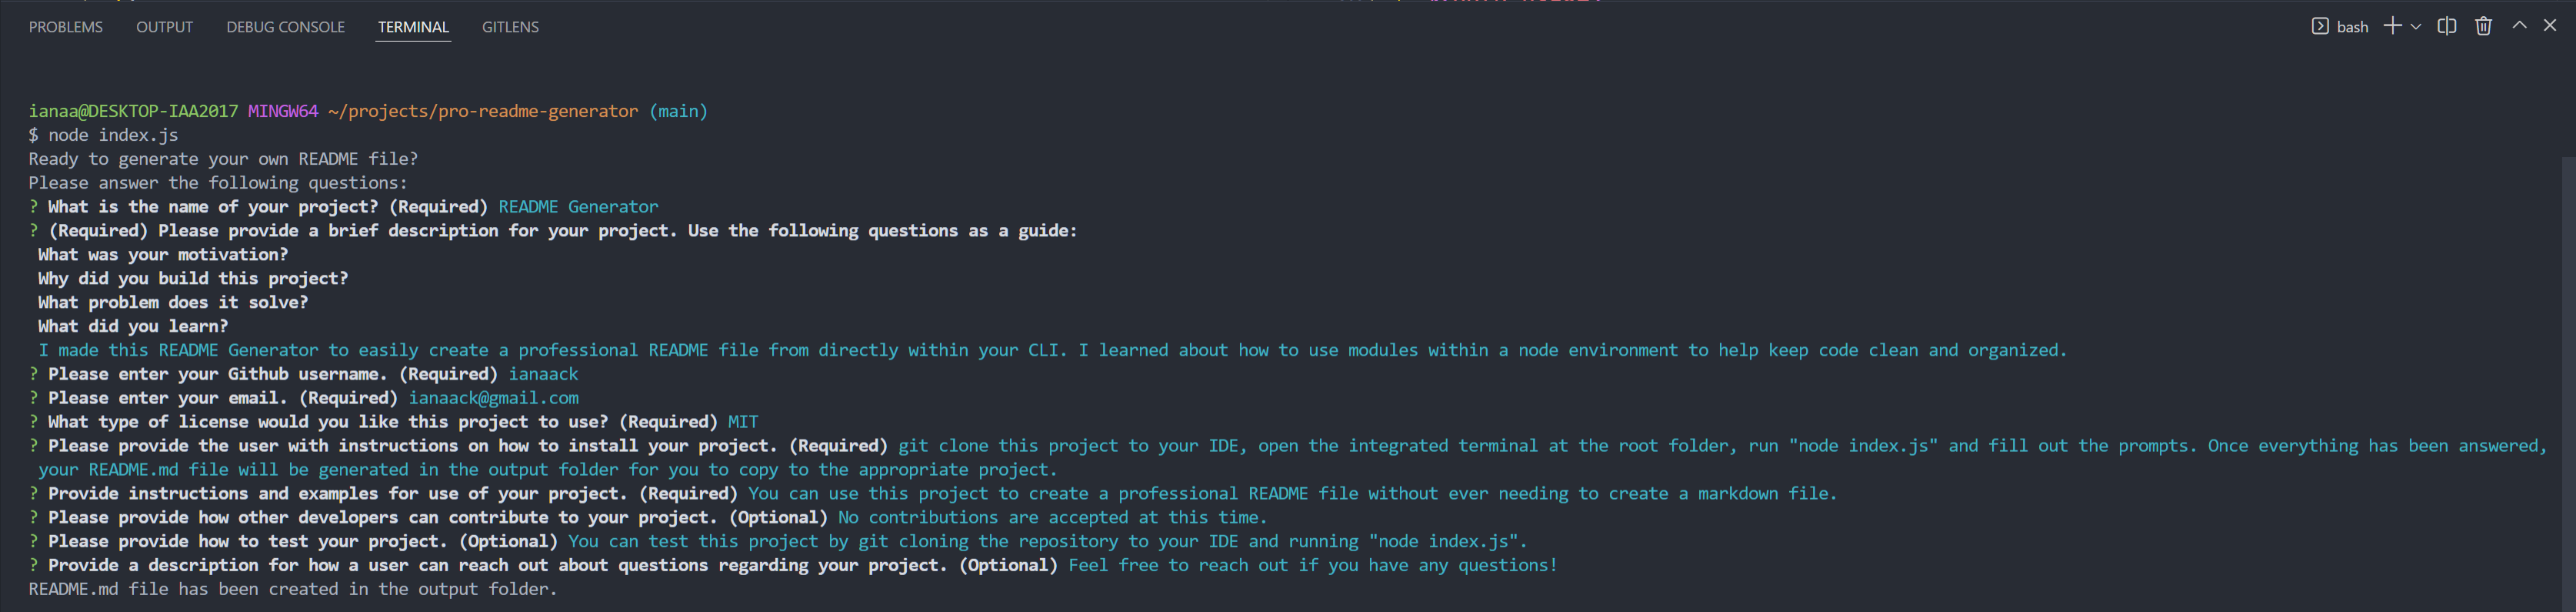 PROBLEMS OUTPUT DEBUG CONSOLE TERMINAL GITLENS bash
ianaa@DESKTOP-IAA2017 MINGW64 ~/projects/pro-readme-generator (main)
$ node index.js
Ready to generate your own README file?
Please answer the following questions:
? What is the name of your project? (Required) README Generator
? (Required) Please provide a brief description for your project. Use the following questions as a guide:
What was your motivation?
Why did you build this project?
What problem does it solve?
What did you learn?
I made this README Generator to easily create a professional README file from directly within your CLI. I learned about how to use modules within a node environment to help keep code clean and organized.
? Please enter your Github username. (Required) ianaack
? Please enter your email. (Required) ianaack@gmail.com
? What type of license would you like this project to use? (Required) MIT
? Please provide the user with instructions on how to install your project. (Required) git clone this project to your IDE, open the integrated terminal at the root folder, run "node index.js" and fill out the prompts. Once everything has been answered,
your README.md file will be generated in the output folder for you to copy to the appropriate project.
? Provide instructions and examples for use of your project. (Required) You can use this project to create a professional README file without ever needing to create a markdown file.
? Please provide how other developers can contribute to your project. (Optional) No contributions are accepted at this time.
? Please provide how to test your project. (Optional) You can test this project by git cloning the repository to your IDE and running "node index.js".
? Provide a description for how a user can reach out about questions regarding your project. (Optional) Feel free to reach out if you have any questions!
README.md file has been created in the output folder.